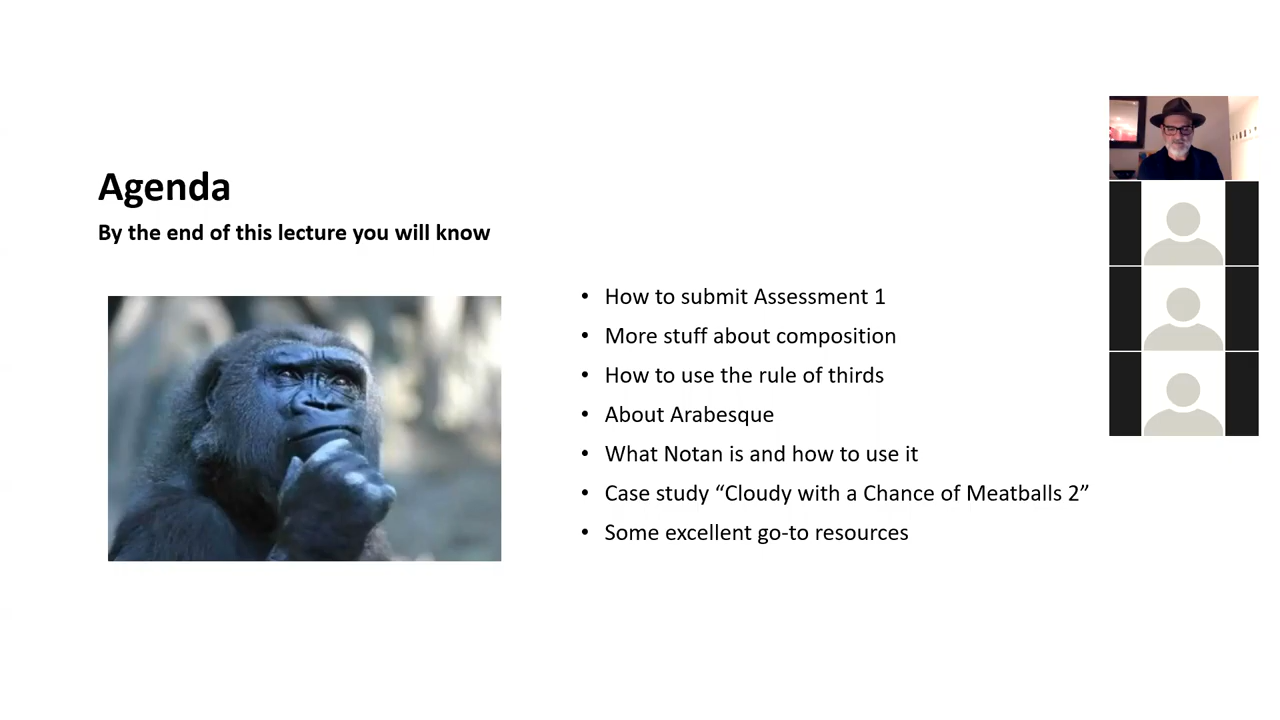 Agenda
By the end of this lecture you will know
• How to submit Assessment 1
• More stuff about composition
• How to use the rule of thirds
• About Arabesque
• What Notan is and how to use it
• Case study “Cloudy with a Chance of Meatballs 2”
• Some excellent go-to resources